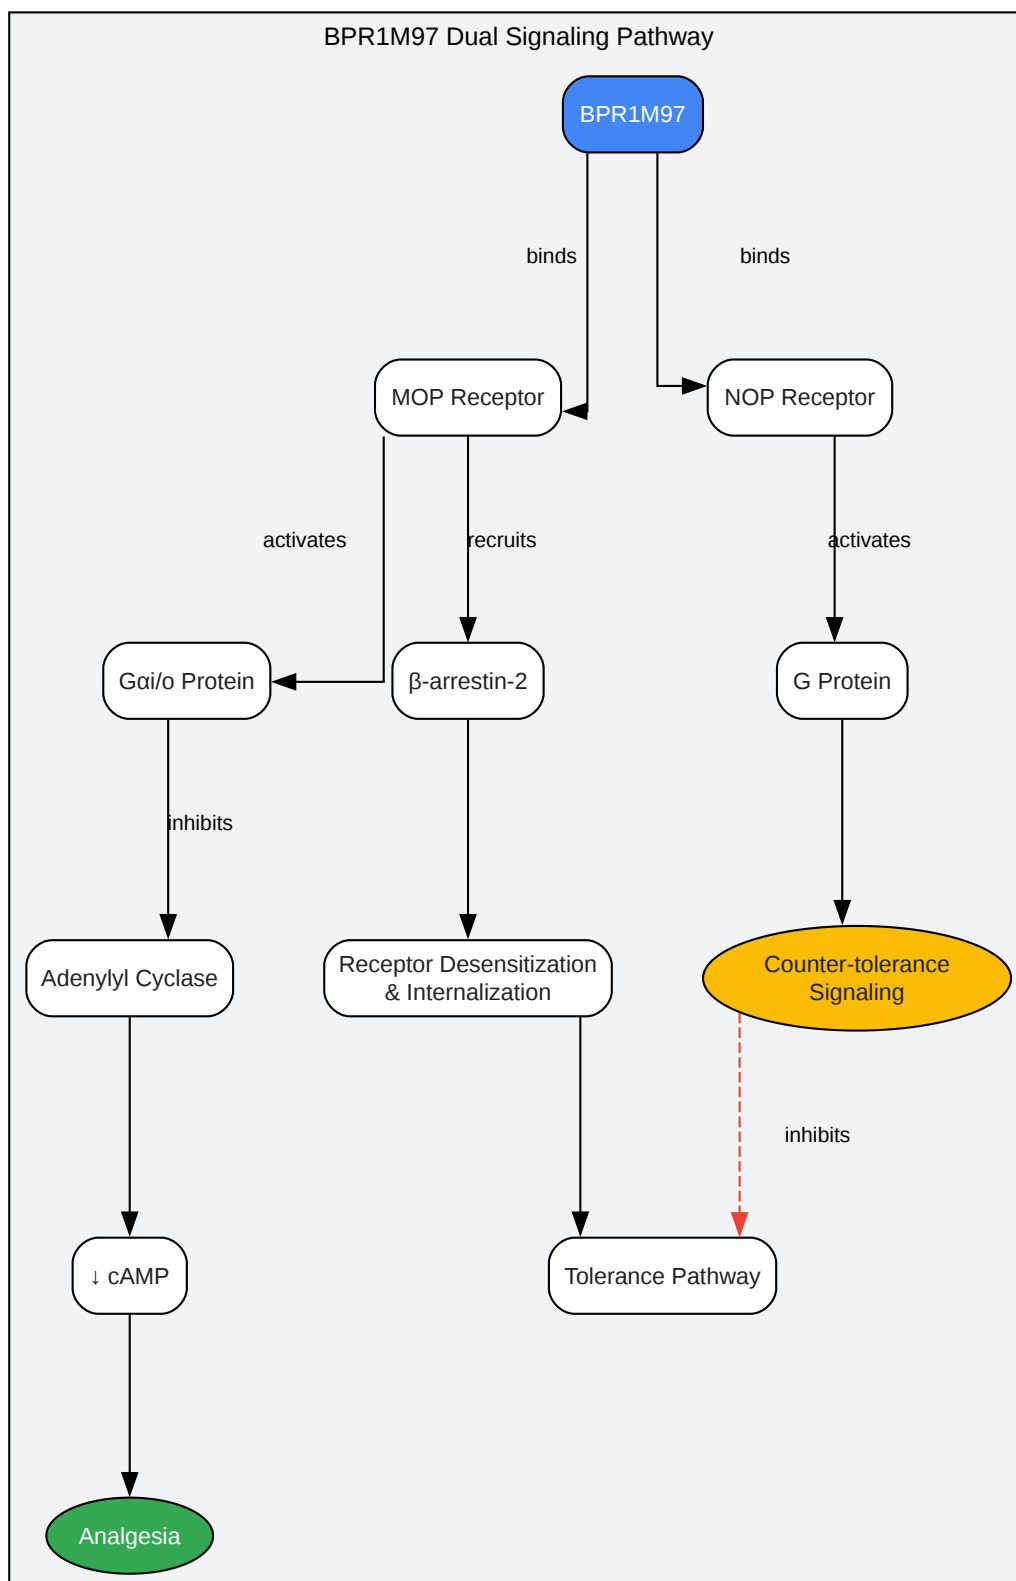 BPR1M97 Dual Signaling Pathway
BPR1M97
binds
binds
MOP Receptor
NOP Receptor
activates
recruits
activates
Gαi/o Protein
β-arrestin-2
G Protein
inhibits
Adenylyl Cyclase
Receptor Desensitization
& Internalization
Counter-tolerance
Signaling
inhibits
↓ cAMP
Tolerance Pathway
Analgesia